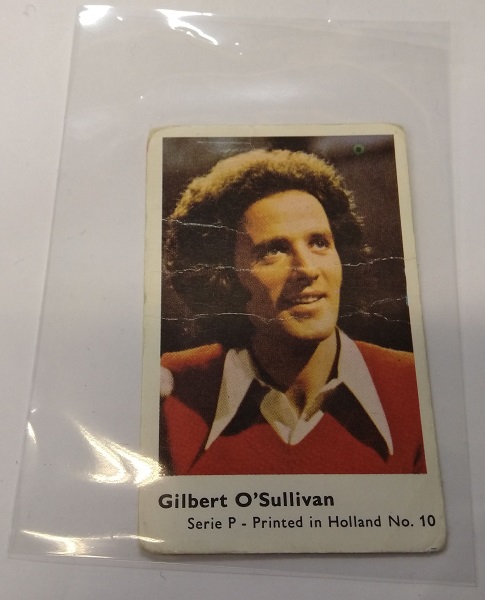 Gilbert O'Sullivan
Serie P - Printed in Holland No. 10